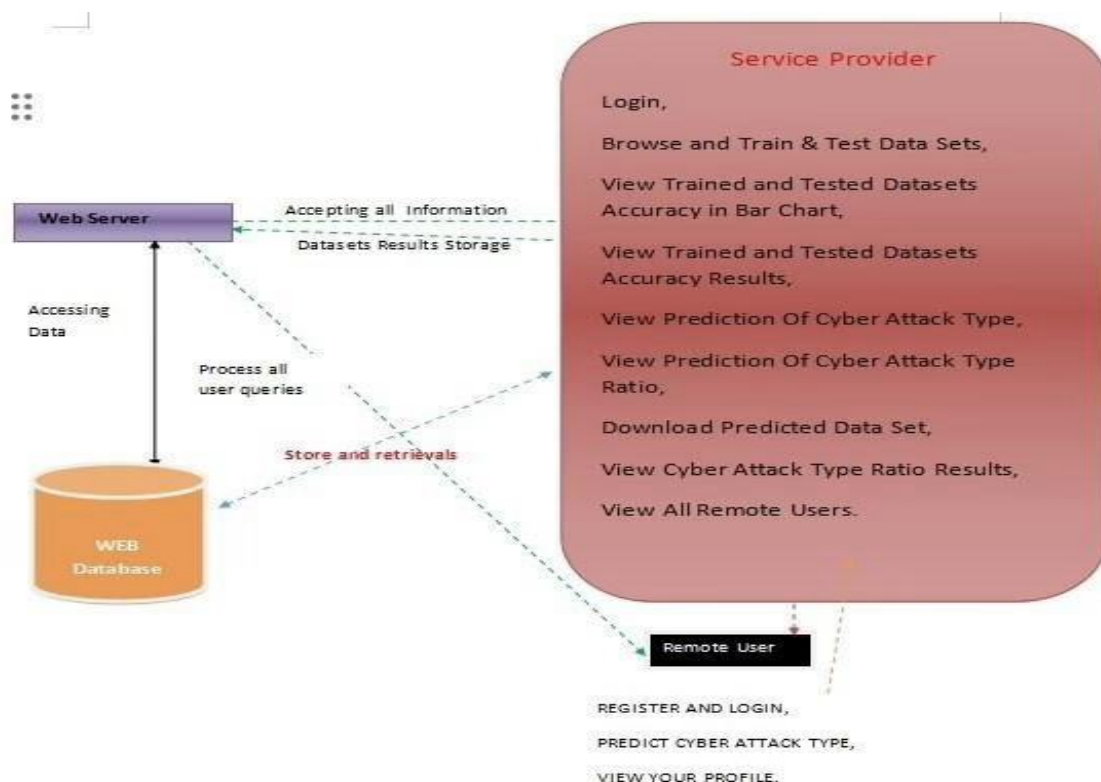 Service Provider
Login,
Browse and Train & Test Data Sets,
View Trained and Tested Datasets
Accuracy in Bar Chart,
View Trained and Tested Datasets
Accuracy Results,
View Prediction Of Cyber Attack Type,
View Prediction Of Cyber Attack Type
Ratio,
Download Predicted Data Set,
View Cyber Attack Type Ratio Results,
View All Remote Users.
Web Server
Accepting all Information
Datasets Results Storage
Accessing
Data
Process all
user queries
Store and retrievals
WEB
Database
Remote User
REGISTER AND LOGIN,
PREDICT CYBER ATTACK TYPE,
VIEW YOUR PROFILE.